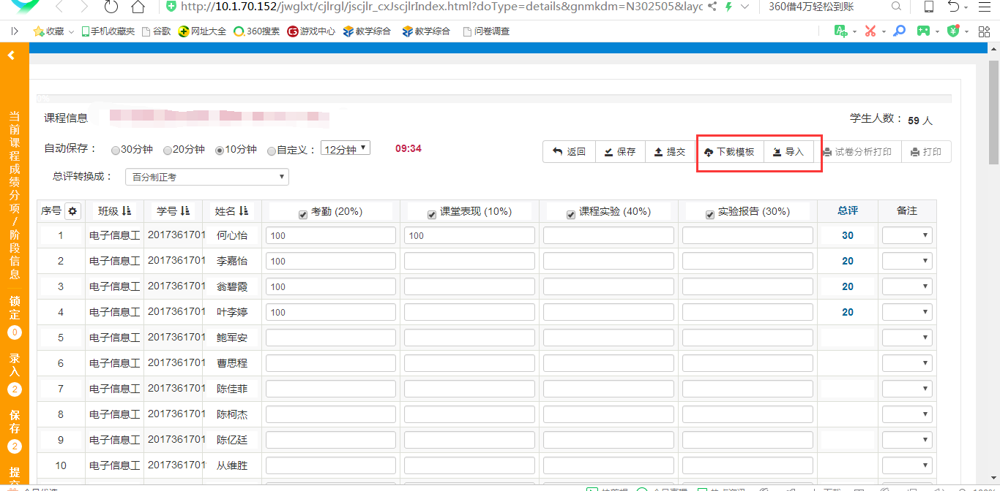 http://10.1.70.152/jwglxt/cjlrgl/jscjlr_cxJscjlrIndex.html?doType=details&gnmkdm=N302505&layc
360借4万轻松到账
收藏 手机收藏夹 谷歌 网址大全 360搜索 游戏中心 教学综合 教学综合 问卷调查
当前课程成绩分项/阶段信息
锁定
0
录入
2
保存
2
提交
0%
课程信息
学生人数： 59 人
自动保存： 30分钟 20分钟 10分钟 自定义： 12分钟 09:34
返回 保存 提交 下载模板 导入 试卷分析打印 打印
总评转换成： 百分制正考
序号 班级 学号 姓名 考勤 (20%) 课堂表现 (10%) 课程实验 (40%) 实验报告 (30%) 总评 备注
1 电子信息工 2017361701 何心怡 100 100 30
2 电子信息工 2017361701 李嘉怡 100 20
3 电子信息工 2017361701 翁碧霞 100 20
4 电子信息工 2017361701 叶李婷 100 20
5 电子信息工 2017361701 鲍军安
6 电子信息工 2017361701 曹思程
7 电子信息工 2017361701 陈佳菲
8 电子信息工 2017361701 陈柯杰
9 电子信息工 2017361701 陈亿廷
10 电子信息工 2017361701 从维胜